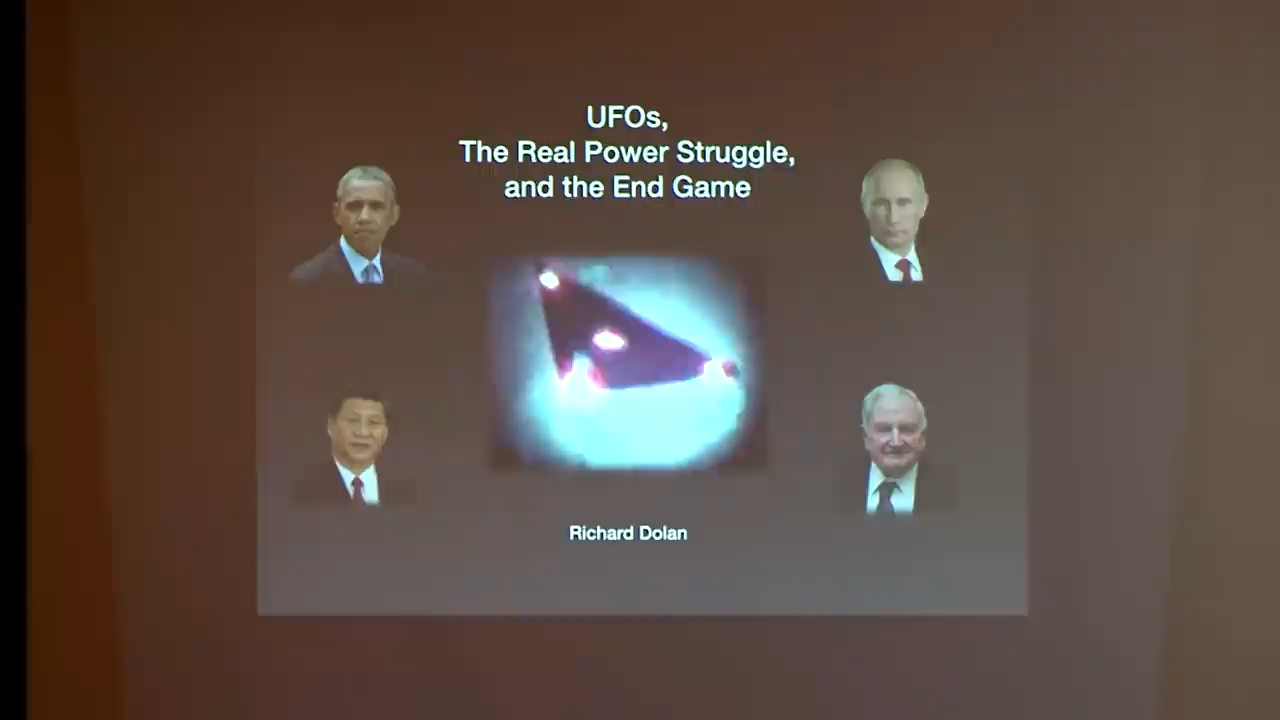 UFOs,
The Real Power Struggle,
and the End Game
Richard Dolan